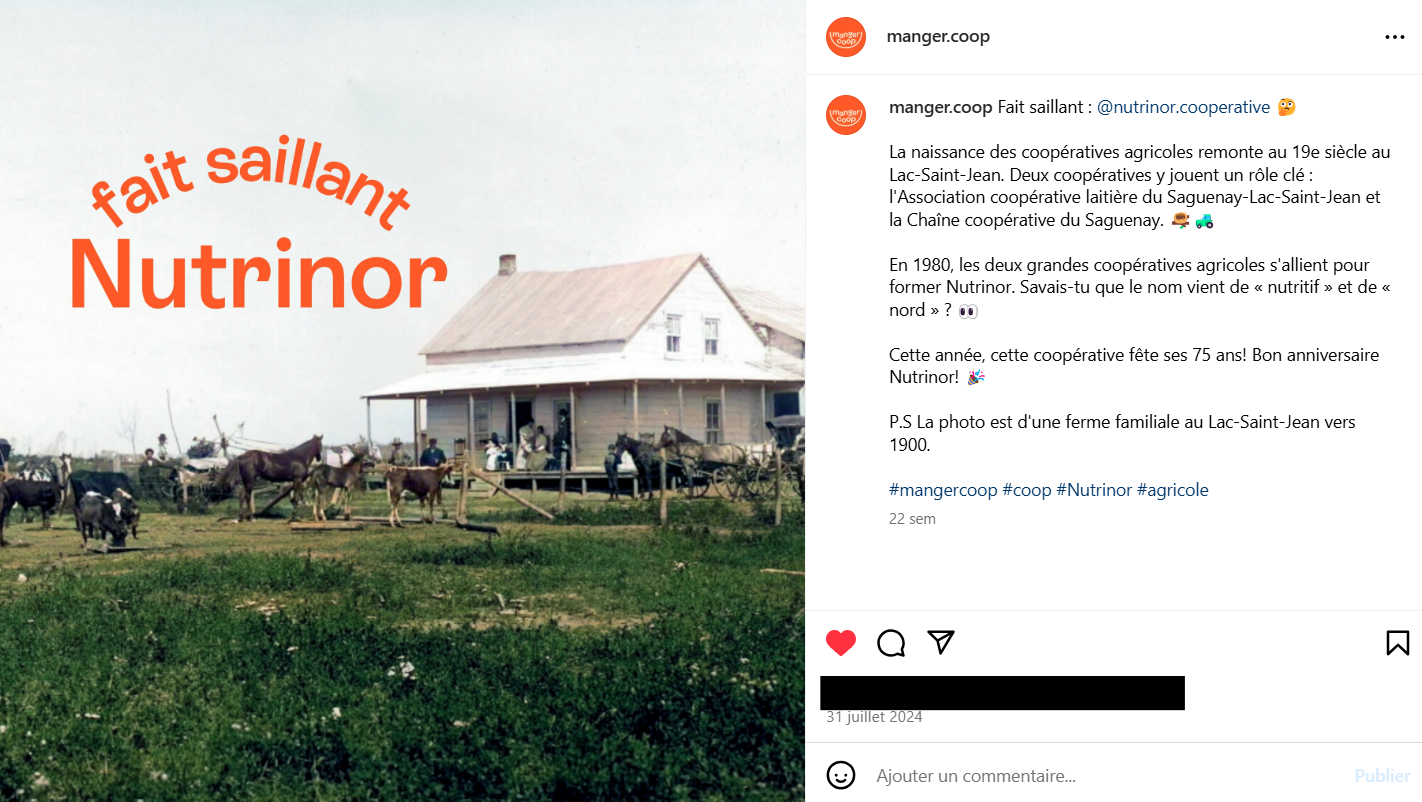 fait saillant
Nutrinor
manger coop
manger.coop
manger coop
manger.coop Fait saillant : @nutrinor.cooperative 🤔
La naissance des coopératives agricoles remonte au 19e siècle au
Lac-Saint-Jean. Deux coopératives y jouent un rôle clé :
l'Association coopérative laitière du Saguenay-Lac-Saint-Jean et
la Chaîne coopérative du Saguenay.
En 1980, les deux grandes coopératives agricoles s'allient pour
former Nutrinor. Savais-tu que le nom vient de « nutritif » et de «
nord » ? 👀
Cette année, cette coopérative fête ses 75 ans! Bon anniversaire
Nutrinor! 🎉
P.S La photo est d'une ferme familiale au Lac-Saint-Jean vers
1900.
#mangercoop #coop #Nutrinor #agricole
22 sem
31 juillet 2024
Ajouter un commentaire... Publier